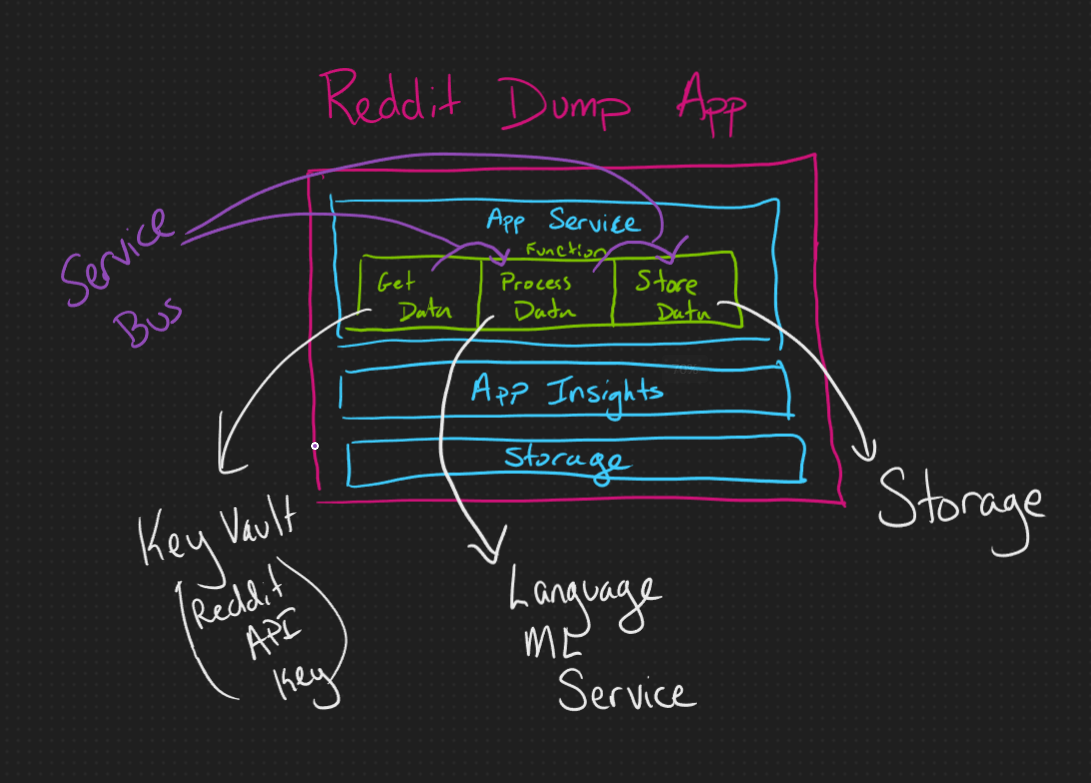 Reddit Dump App
Service
Bus
App Service
Function
Get
Data
Process
Data
Store
Data
App Insights
Storage
Key Vault
(Reddit
API
Key)
Language
ML
Service
Storage